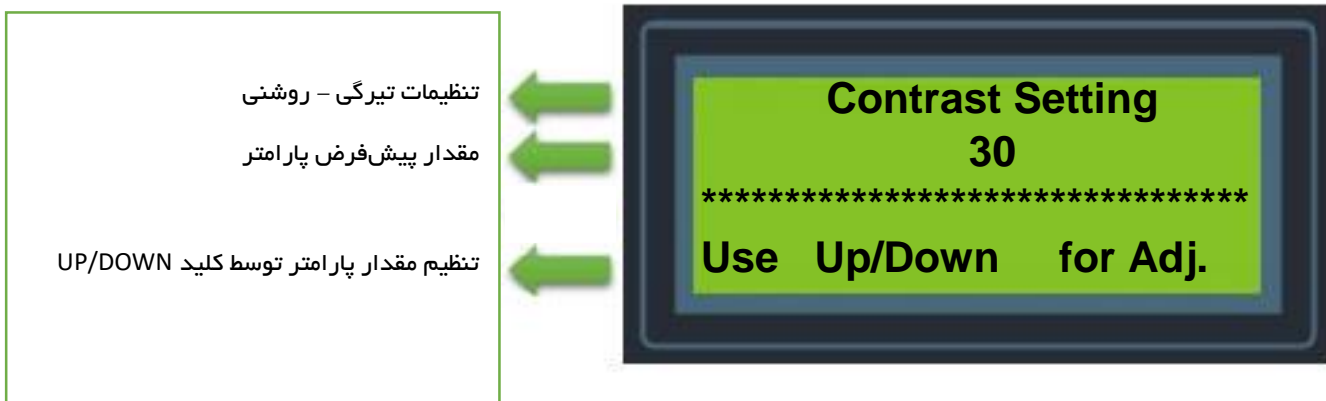 تنظیمات تیرگی – روشنی
مقدار پیش‌فرض پارامتر
تنظیم مقدار پارامتر توسط کلید UP/DOWN
Contrast Setting
30
*********************************
Use Up/Down for Adj.